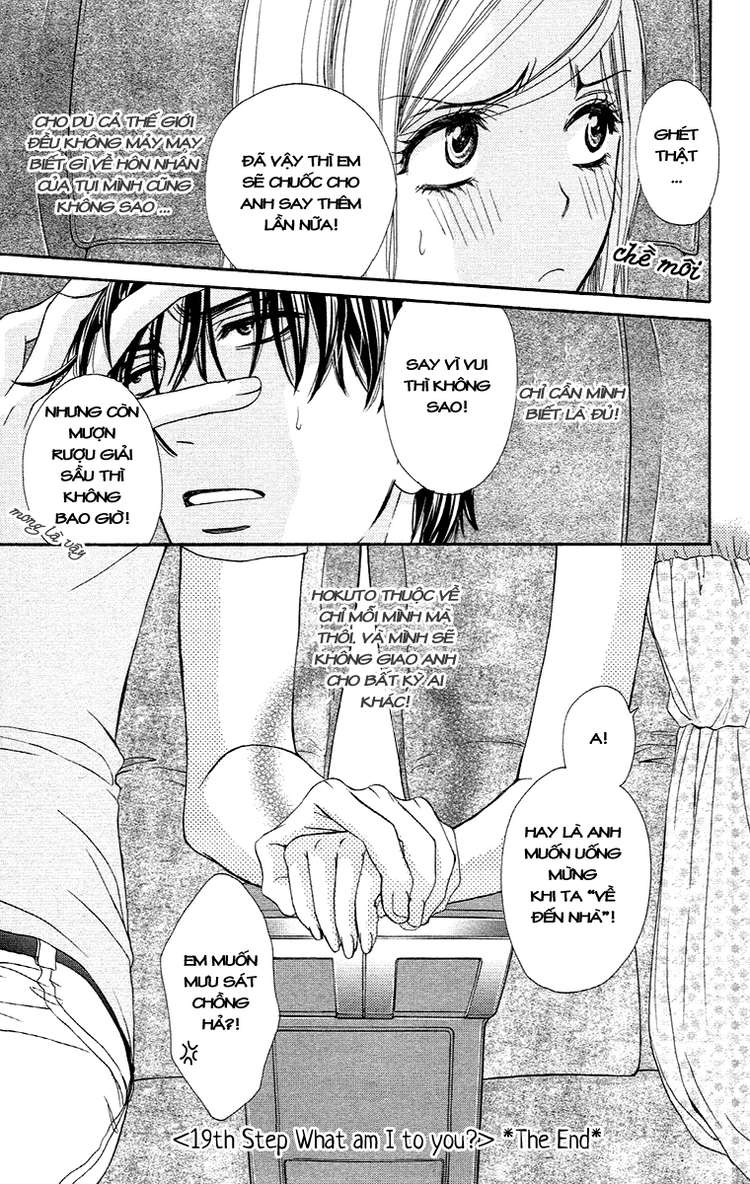 GHÉT
THẬT
...
chề môi
ĐÃ VẬY THÌ EM
SẼ CHUỐC CHO
ANH SAY THÊM
LẦN NỮA!
CHO DÙ CẢ THẾ GIỚI
ĐỀU KHÔNG MẢY MAY
BIẾT GÌ VỀ HÔN NHÂN
CỦA TỤI MÌNH CŨNG
KHÔNG SAO ...
CHỈ CẦN MÌNH
BIẾT LÀ ĐỦ!
SAY VÌ VUI
THÌ KHÔNG
SAO!
NHƯNG CÒN
MƯỢN
RƯỢU GIẢI
SẦU THÌ
KHÔNG
BAO GIỜ!
mong là vậy
HOKUTO THUỘC VỀ
CHỈ MỖI MÌNH MÀ
THÔI. VÀ MÌNH SẼ
KHÔNG GIAO ANH
CHO BẤT KỲ AI
KHÁC!
A!
HAY LÀ ANH
MUỐN UỐNG
MỪNG
KHI TA “VỀ
ĐẾN NHÀ”!
EM MUỐN
MƯU SÁT
CHỒNG
HẢ?!
<19th Step What am I to you?> *The End*